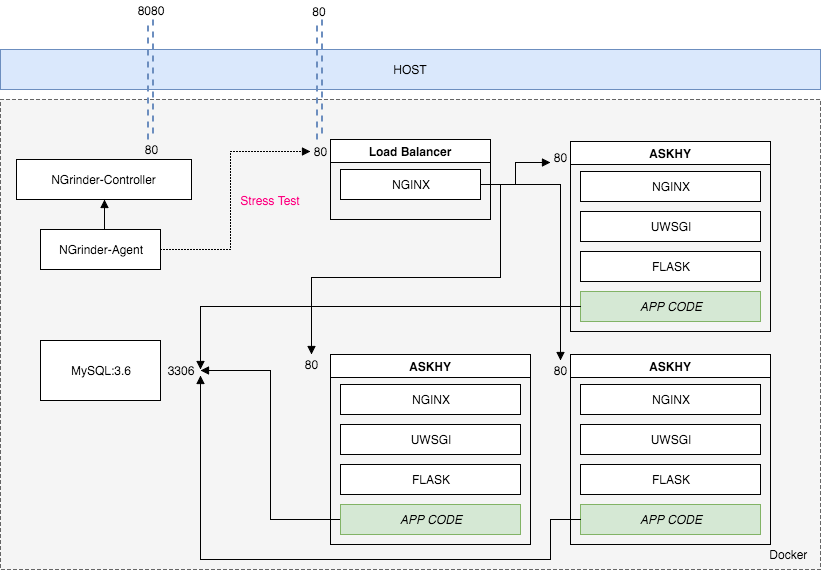 8080
80
HOST
80
80
Load Balancer
NGINX
80
ASKHY
NGINX
UWSGI
FLASK
APP CODE
NGrinder-Controller
Stress Test
NGrinder-Agent
MySQL:3.6
3306
80
ASKHY
NGINX
UWSGI
FLASK
APP CODE
80
ASKHY
NGINX
UWSGI
FLASK
APP CODE
Docker